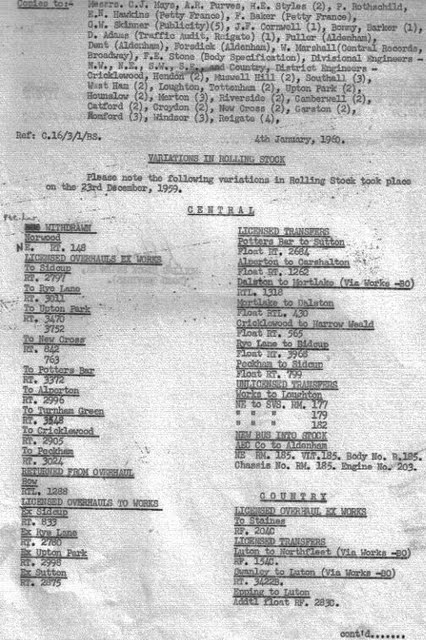 Copies to:- Messrs. C.J. Hays, A.R. Purves, H.E. Styles (2), F. Rothschild,
E.N. Hawkins (Petty France), F. Baker (Petty France),
G.W. Skinner (Publicity)(5), J.F. Cornwell (1), Boxsy, Barker (1),
D. Adams (Traffic Audit, Reigate) (1), Fuller (Aldenham),
Dent (Aldenham), Forsdick (Aldenham), W. Marshall (Central Records,
Broadway), F.E. Stone (Body Specification), Divisional Engineers -
N.W., N.E., S.W., S.E., and Country, District Engineers -
Cricklewood, Hendon (2), Muswell Hill (2), Southall (3),
West Ham (2), Loughton, Tottenham (2), Upton Park (2),
Hounslow (2), Merton (3), Riverside (2), Camberwell (2),
Catford (2), Croydon (2), New Cross (2), Garston (2),
Romford (3), Windsor (3), Reigate (4),
Ref: C.16/3/1/BS.
4th January, 1960.
VARIATIONS IN ROLLING STOCK
Please note the following variations in Rolling Stock took place
on the 23rd December, 1959.
CENTRAL
WITHDRAWN
Norwood
NE. RT. 148
LICENSED OVERHAULS EX WORKS
To Sidcup
RT. 2797
To Rye Lane
RT. 3011
To Upton Park
RT. 3470
3752
To New Cross
RT. 842
763
To Potters Bar
RT. 3372
To Alperton
RT. 2996
To Turnham Green
RT. 3548
To Cricklewood
RT. 2905
To Peckham
RT. 3024
RETURNED FROM OVERHAUL
Bow
RTL. 1288
LICENSED OVERHAULS TO WORKS
Ex Sidcup
RT. 833
Ex Rye Lane
RT. 2780
Ex Upton Park
RT. 2998
Ex Sutton
RT. 2875
LICENSED TRANSFERS
Potters Bar to Sutton
Float RT. 2684
Alperton to Carshalton
Float RT. 1262
Dalston to Mortlake (Via Works -BO)
RTL. 1318
Mortlake to Dalston
Float RTL. 430
Cricklewood to Harrow Weald
Float RT. 565
Rye Lane to Sidcup
Float RT. 3968
Peckham to Sidcup
Float RT. 799
UNLICENSED TRANSFERS
Works to Loughton
NE to SVS. RM. 177
" " " 179
" " " 182
NEW BUS INTO STOCK
AEC Co to Aldenham
NE RM. 185. VLT.185. Body No. B.185.
Chassis No. RM. 185. Engine No. 203.
COUNTRY
LICENSED OVERHAUL EX WORKS
To Staines
RF. 2040
LICENSED TRANSFERS
Luton to Northfleet (Via Works -BO)
RF. 1340.
Swanley to Luton (Via Works -BO)
RT. 3422B.
Epping to Luton
Addtl float RF. 2830.
cont'd.......